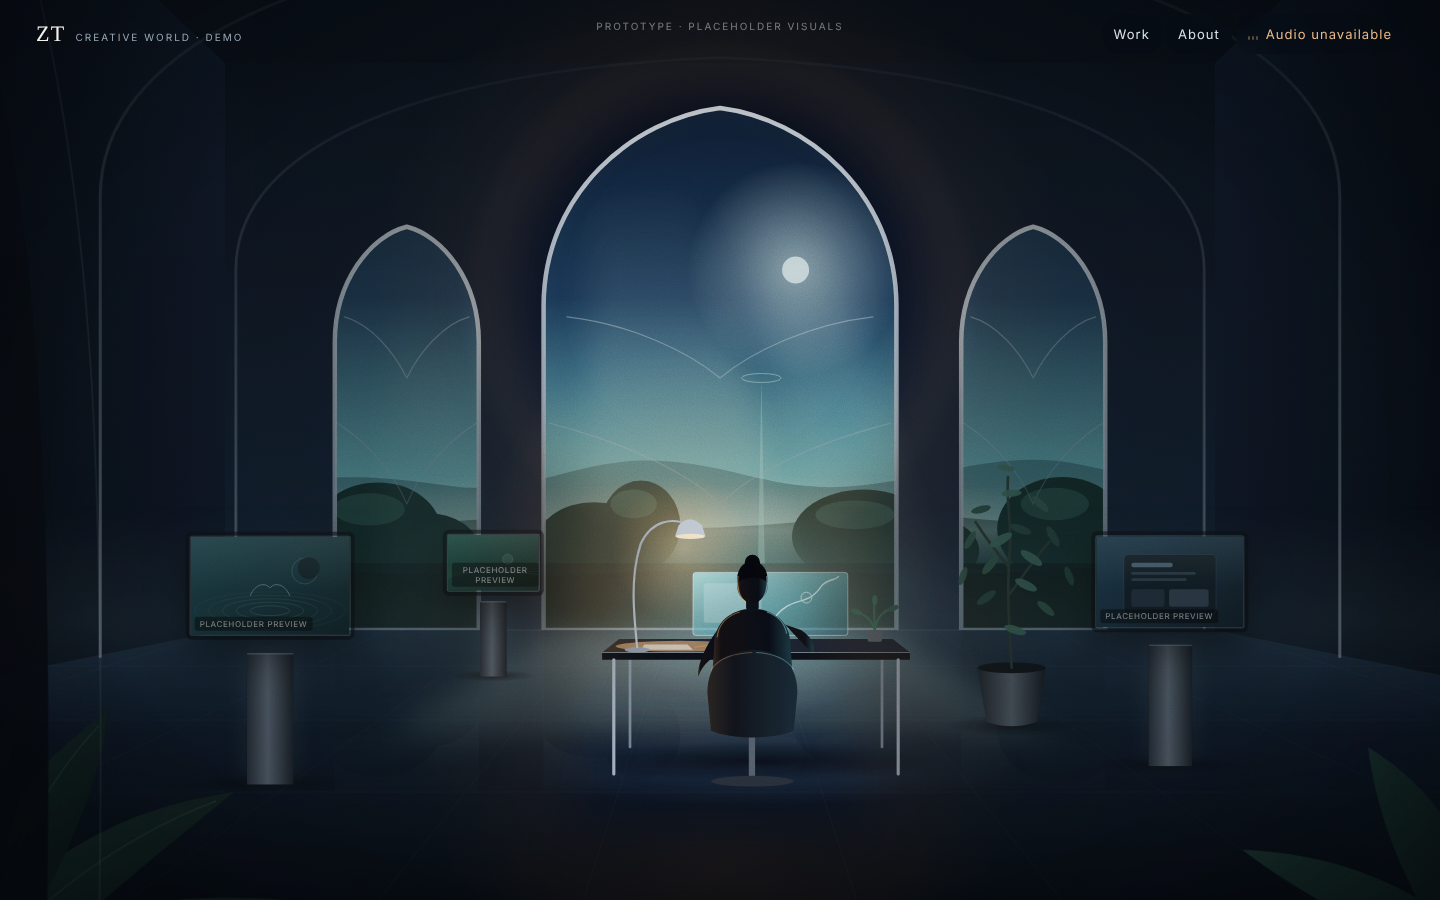 ZT CREATIVE WORLD · DEMO
PROTOTYPE · PLACEHOLDER VISUALS
Work
About
Audio unavailable
PLACEHOLDER
PREVIEW
PLACEHOLDER PREVIEW
PLACEHOLDER PREVIEW